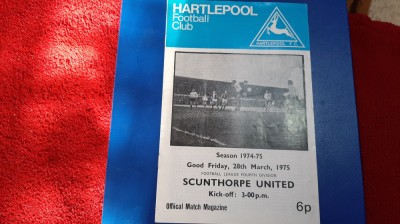 HARTLEPOOL
Football
Club
HARTLEPOOL F.C.
Season 1974-75
Good Friday, 28th March, 1975
FOOTBALL LEAGUE FOURTH DIVISION
SCUNTHORPE UNITED
Kick-off: 3-00p.m.
Official Match Magazine
6p